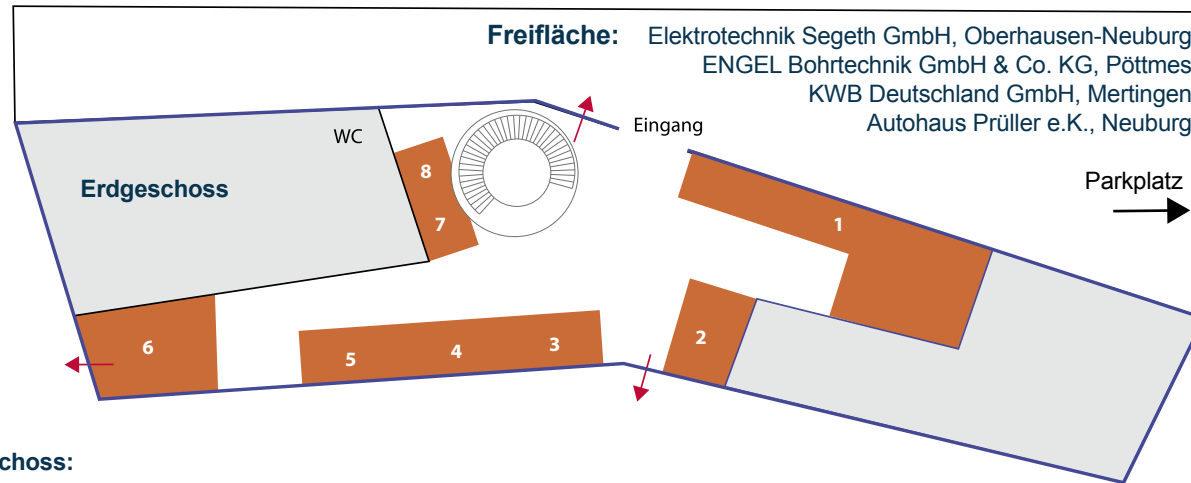 Freifläche: Elektrotechnik Segeth GmbH, Oberhausen-Neuburg
ENGEL Bohrtechnik GmbH & Co. KG, Pöttmes
KWB Deutschland GmbH, Mertingen
Autohaus Prüller e.K., Neuburg
Eingang
WC
Erdgeschoss
Parkplatz
8
7
1
6
5
4
3
2
choss: